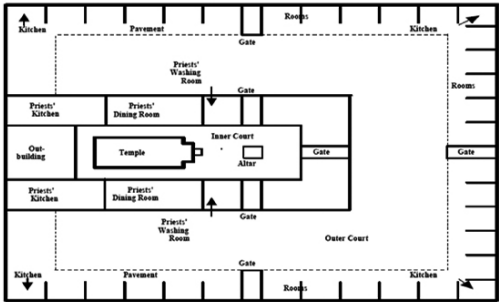 Rooms
Kitchen
Pavement
Kitchen
Gate
Priests'
Washing
Room
Rooms
Gate
Priests'
Kitchen
Priests'
Dining Room
Inner Court
Out-
building
Temple
Altar
Gate
Gate
Priests'
Kitchen
Priests'
Dining Room
Gate
Priests'
Washing
Room
Outer Court
Gate
Kitchen
Pavement
Kitchen
Rooms